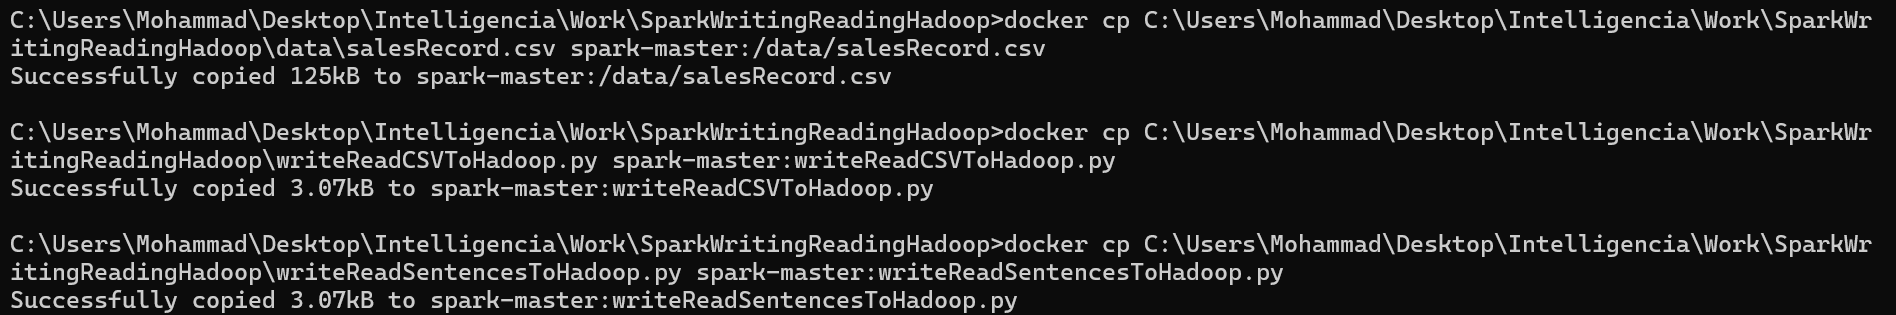 C:\Users\Mohammad\Desktop\Intelligencia\Work\SparkWritingReadingHadoop>docker cp C:\Users\Mohammad\Desktop\Intelligencia\Work\SparkWr
itingReadingHadoop\data\salesRecord.csv spark-master:/data/salesRecord.csv
Successfully copied 125kB to spark-master:/data/salesRecord.csv
C:\Users\Mohammad\Desktop\Intelligencia\Work\SparkWritingReadingHadoop>docker cp C:\Users\Mohammad\Desktop\Intelligencia\Work\SparkWr
itingReadingHadoop\writeReadCSVToHadoop.py spark-master:writeReadCSVToHadoop.py
Successfully copied 3.07kB to spark-master:writeReadCSVToHadoop.py
C:\Users\Mohammad\Desktop\Intelligencia\Work\SparkWritingReadingHadoop>docker cp C:\Users\Mohammad\Desktop\Intelligencia\Work\SparkWr
itingReadingHadoop\writeReadSentencesToHadoop.py spark-master:writeReadSentencesToHadoop.py
Successfully copied 3.07kB to spark-master:writeReadSentencesToHadoop.py